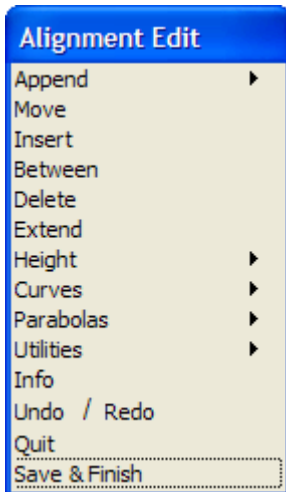 Alignment Edit
Append
Move
Insert
Between
Delete
Extend
Height
Curves
Parabolas
Utilities
Info
Undo / Redo
Quit
Save & Finish